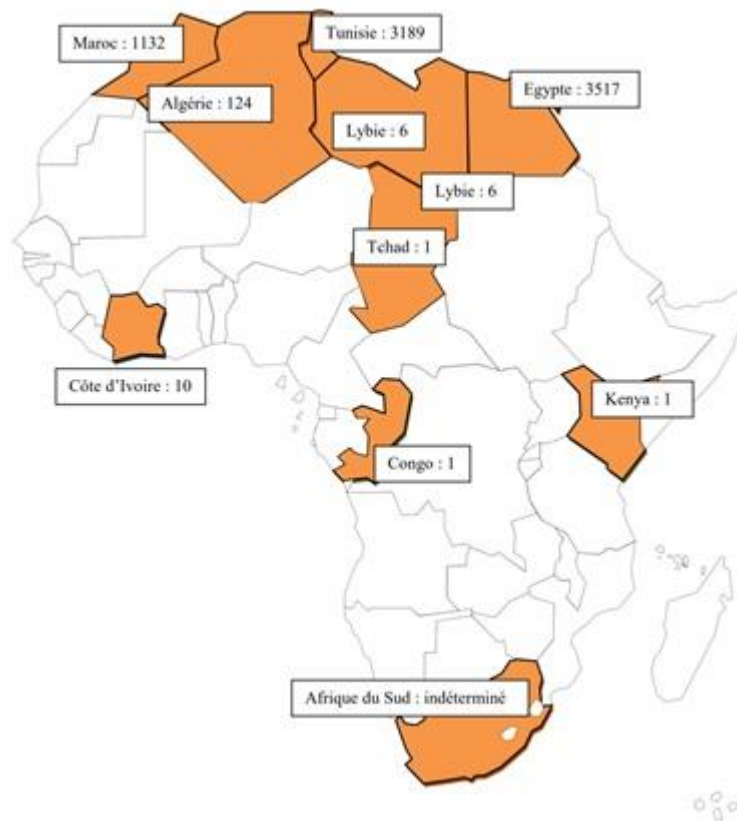 Tunisie : 3189
Maroc : 1132
Egypte : 3517
Algérie : 124
Lybie : 6
Lybie : 6
Tchad : 1
Côte d’Ivoire : 10
Kenya : 1
Congo : 1
Afrique du Sud : indéterminé